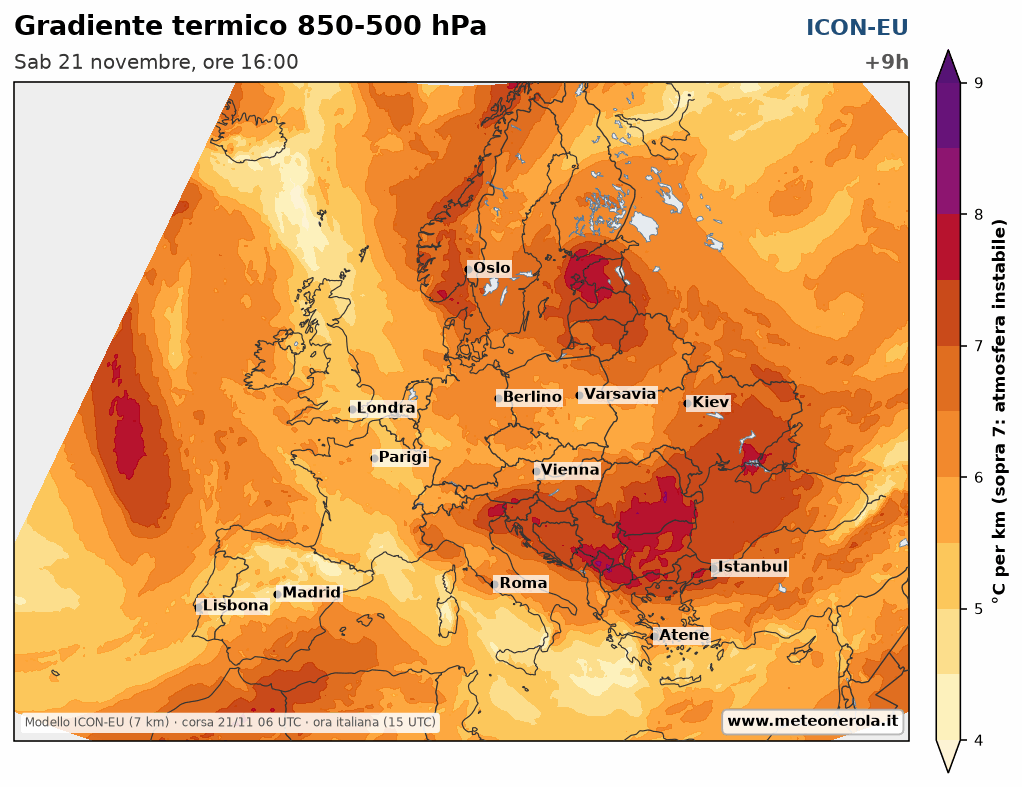 Gradiente termico 850-500 hPa
ICON-EU
Sab 21 novembre, ore 16:00
+9h
9
8
7
6
5
4
°C per km (sopra 7: atmosfera instabile)
Oslo
Berlino
Varsavia
Kiev
Londra
Parigi
Vienna
Istanbul
Roma
Madrid
Lisbona
Atene
Modello ICON-EU (7 km) · corsa 21/11 06 UTC · ora italiana (15 UTC)
www.meteonerola.it